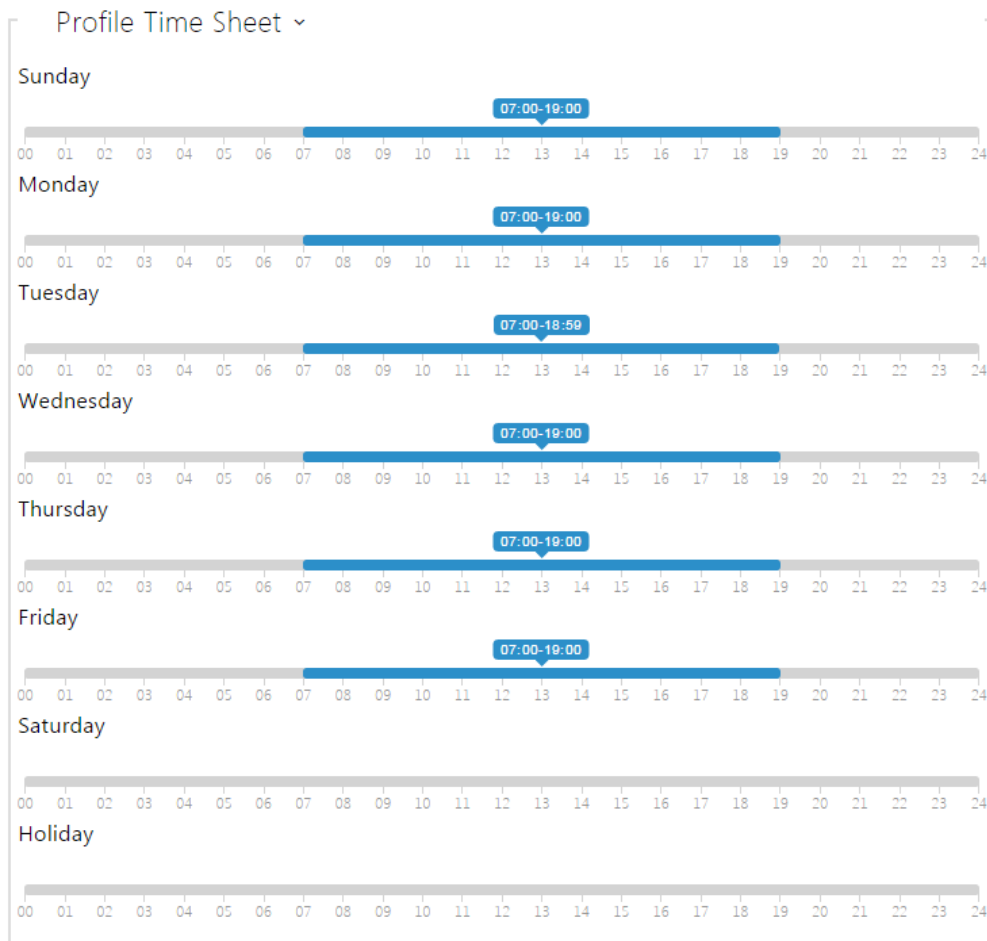 Profile Time Sheet
Sunday
07:00-19:00
00 01 02 03 04 05 06 07 08 09 10 11 12 13 14 15 16 17 18 19 20 21 22 23 24
Monday
07:00-19:00
00 01 02 03 04 05 06 07 08 09 10 11 12 13 14 15 16 17 18 19 20 21 22 23 24
Tuesday
07:00-18:59
00 01 02 03 04 05 06 07 08 09 10 11 12 13 14 15 16 17 18 19 20 21 22 23 24
Wednesday
07:00-19:00
00 01 02 03 04 05 06 07 08 09 10 11 12 13 14 15 16 17 18 19 20 21 22 23 24
Thursday
07:00-19:00
00 01 02 03 04 05 06 07 08 09 10 11 12 13 14 15 16 17 18 19 20 21 22 23 24
Friday
07:00-19:00
00 01 02 03 04 05 06 07 08 09 10 11 12 13 14 15 16 17 18 19 20 21 22 23 24
Saturday
00 01 02 03 04 05 06 07 08 09 10 11 12 13 14 15 16 17 18 19 20 21 22 23 24
Holiday
00 01 02 03 04 05 06 07 08 09 10 11 12 13 14 15 16 17 18 19 20 21 22 23 24